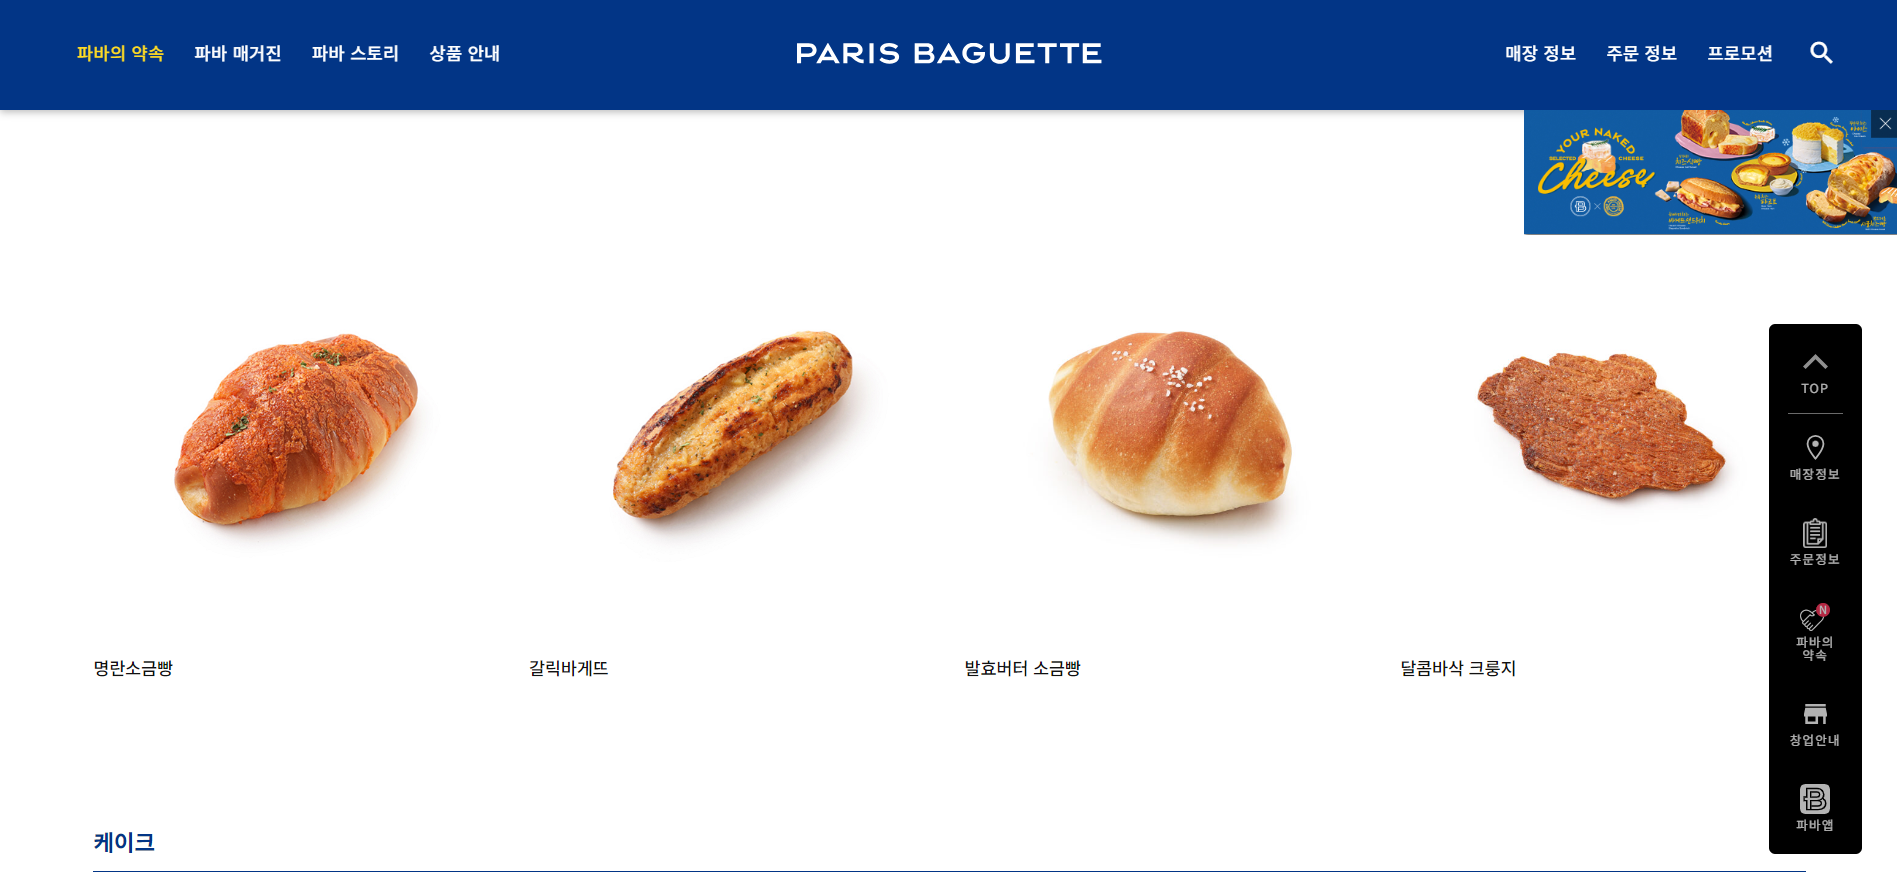 파바의 약속
파바 매거진
파바 스토리
상품 안내
PARIS BAGUETTE
매장 정보
주문 정보
프로모션
YOUR NAKED
SELECTED CHEESE
Cheese
TOP
매장정보
주문정보
N
파바의
약속
창업안내
파바앱
명란소금빵
갈릭바게뜨
발효버터 소금빵
달콤바삭 크룽지
케이크